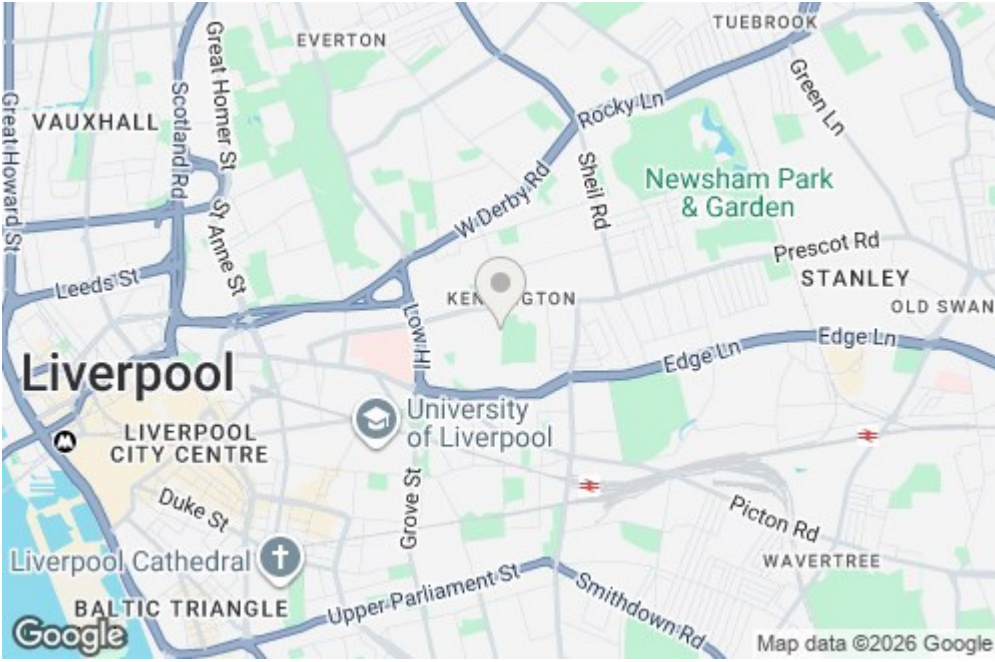 TUEBROOK
EVERTON
Great Homer St
Scotland Rd
Great Howard St
VAUXHALL
Rocky Ln
Green Ln
Sheil Rd
W Derby Rd
Newsham Park
& Garden
St Anne St
Prescot Rd
Leeds St
STANLEY
OLD SWAN
Low Hill
Edge Ln
Edge Ln
Liverpool
University
of Liverpool
LIVERPOOL
CITY CENTRE
Grove St
Duke St
Picton Rd
Liverpool Cathedral
WAVERTREE
BALTIC TRIANGLE
Upper Parliament St
Smithdown Rd
Google
Map data ©2026 Google